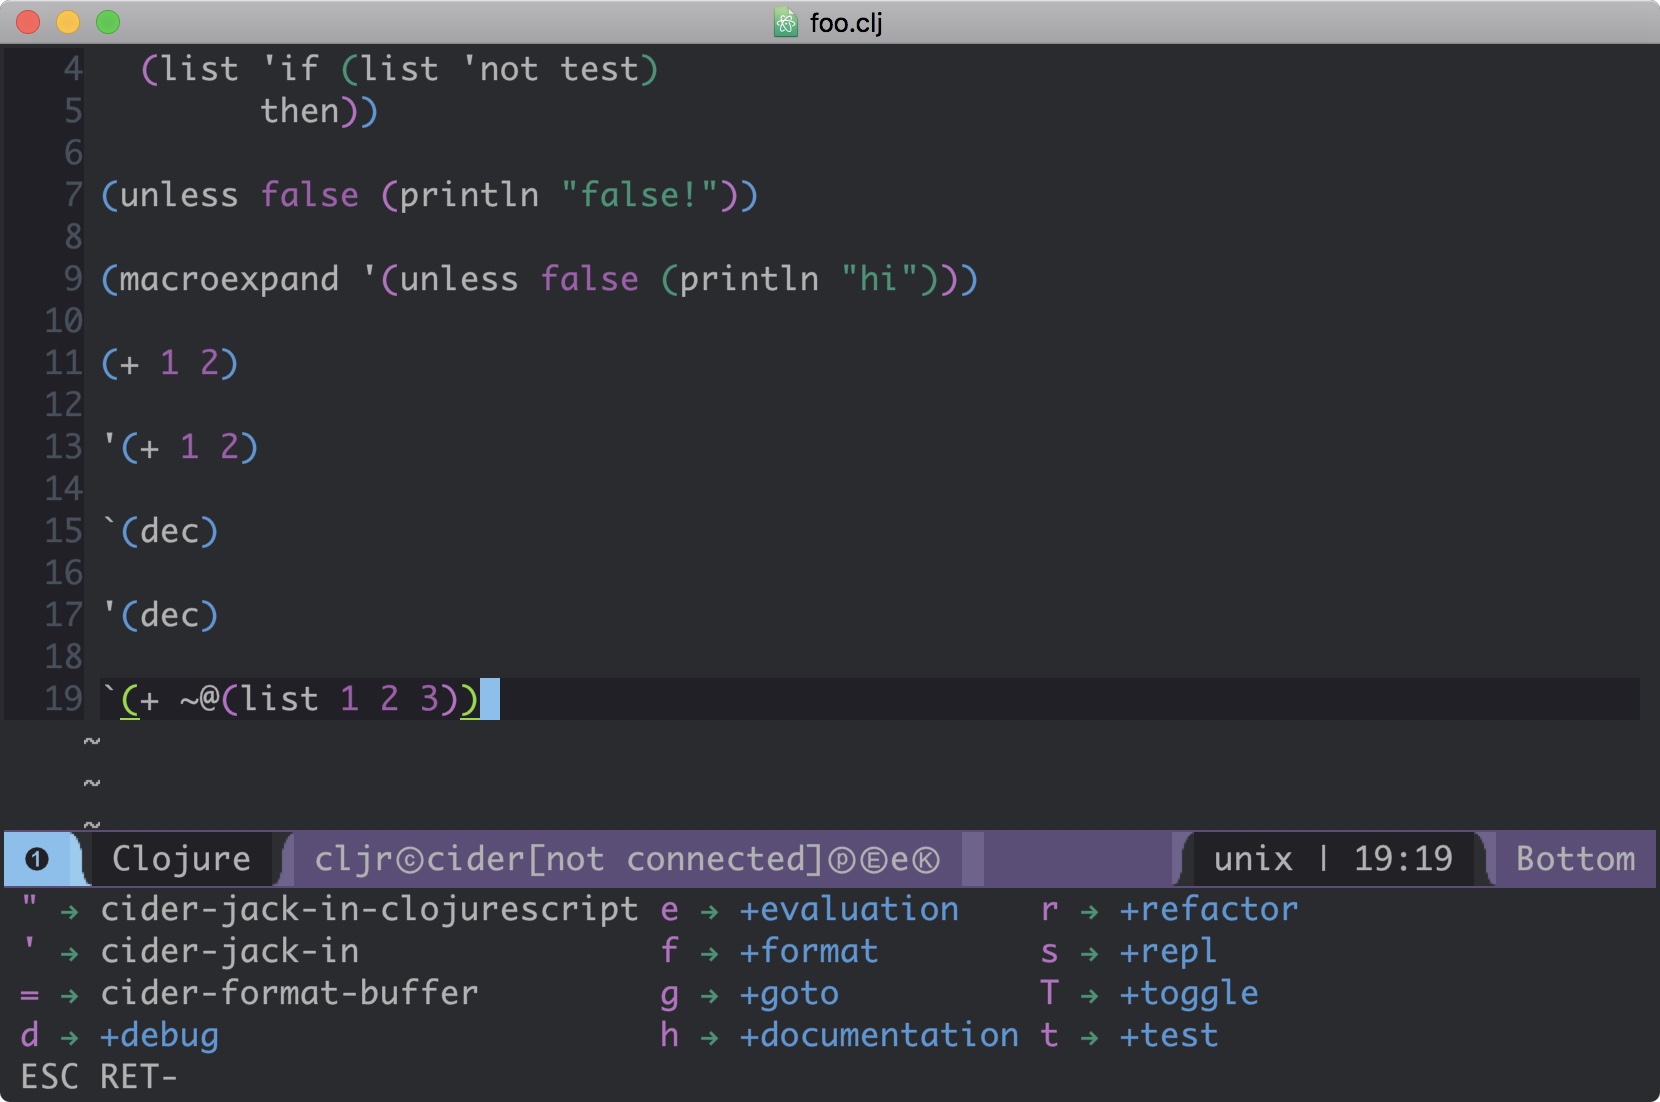 foo.clj
4   (list 'if (list 'not test)
5         then))
6
7 (unless false (println "false!"))
8
9 (macroexpand '(unless false (println "hi")))
10
11 (+ 1 2)
12
13 '(+ 1 2)
14
15 `(dec)
16
17 '(dec)
18
19 `(+ ~@(list 1 2 3))
~
~
~
❶ Clojure cljrⓒcider[not connected]ⓟⒺeⓀ unix | 19:19 Bottom
" → cider-jack-in-clojurescript e → +evaluation r → +refactor
' → cider-jack-in f → +format s → +repl
= → cider-format-buffer g → +goto T → +toggle
d → +debug h → +documentation t → +test
ESC RET-